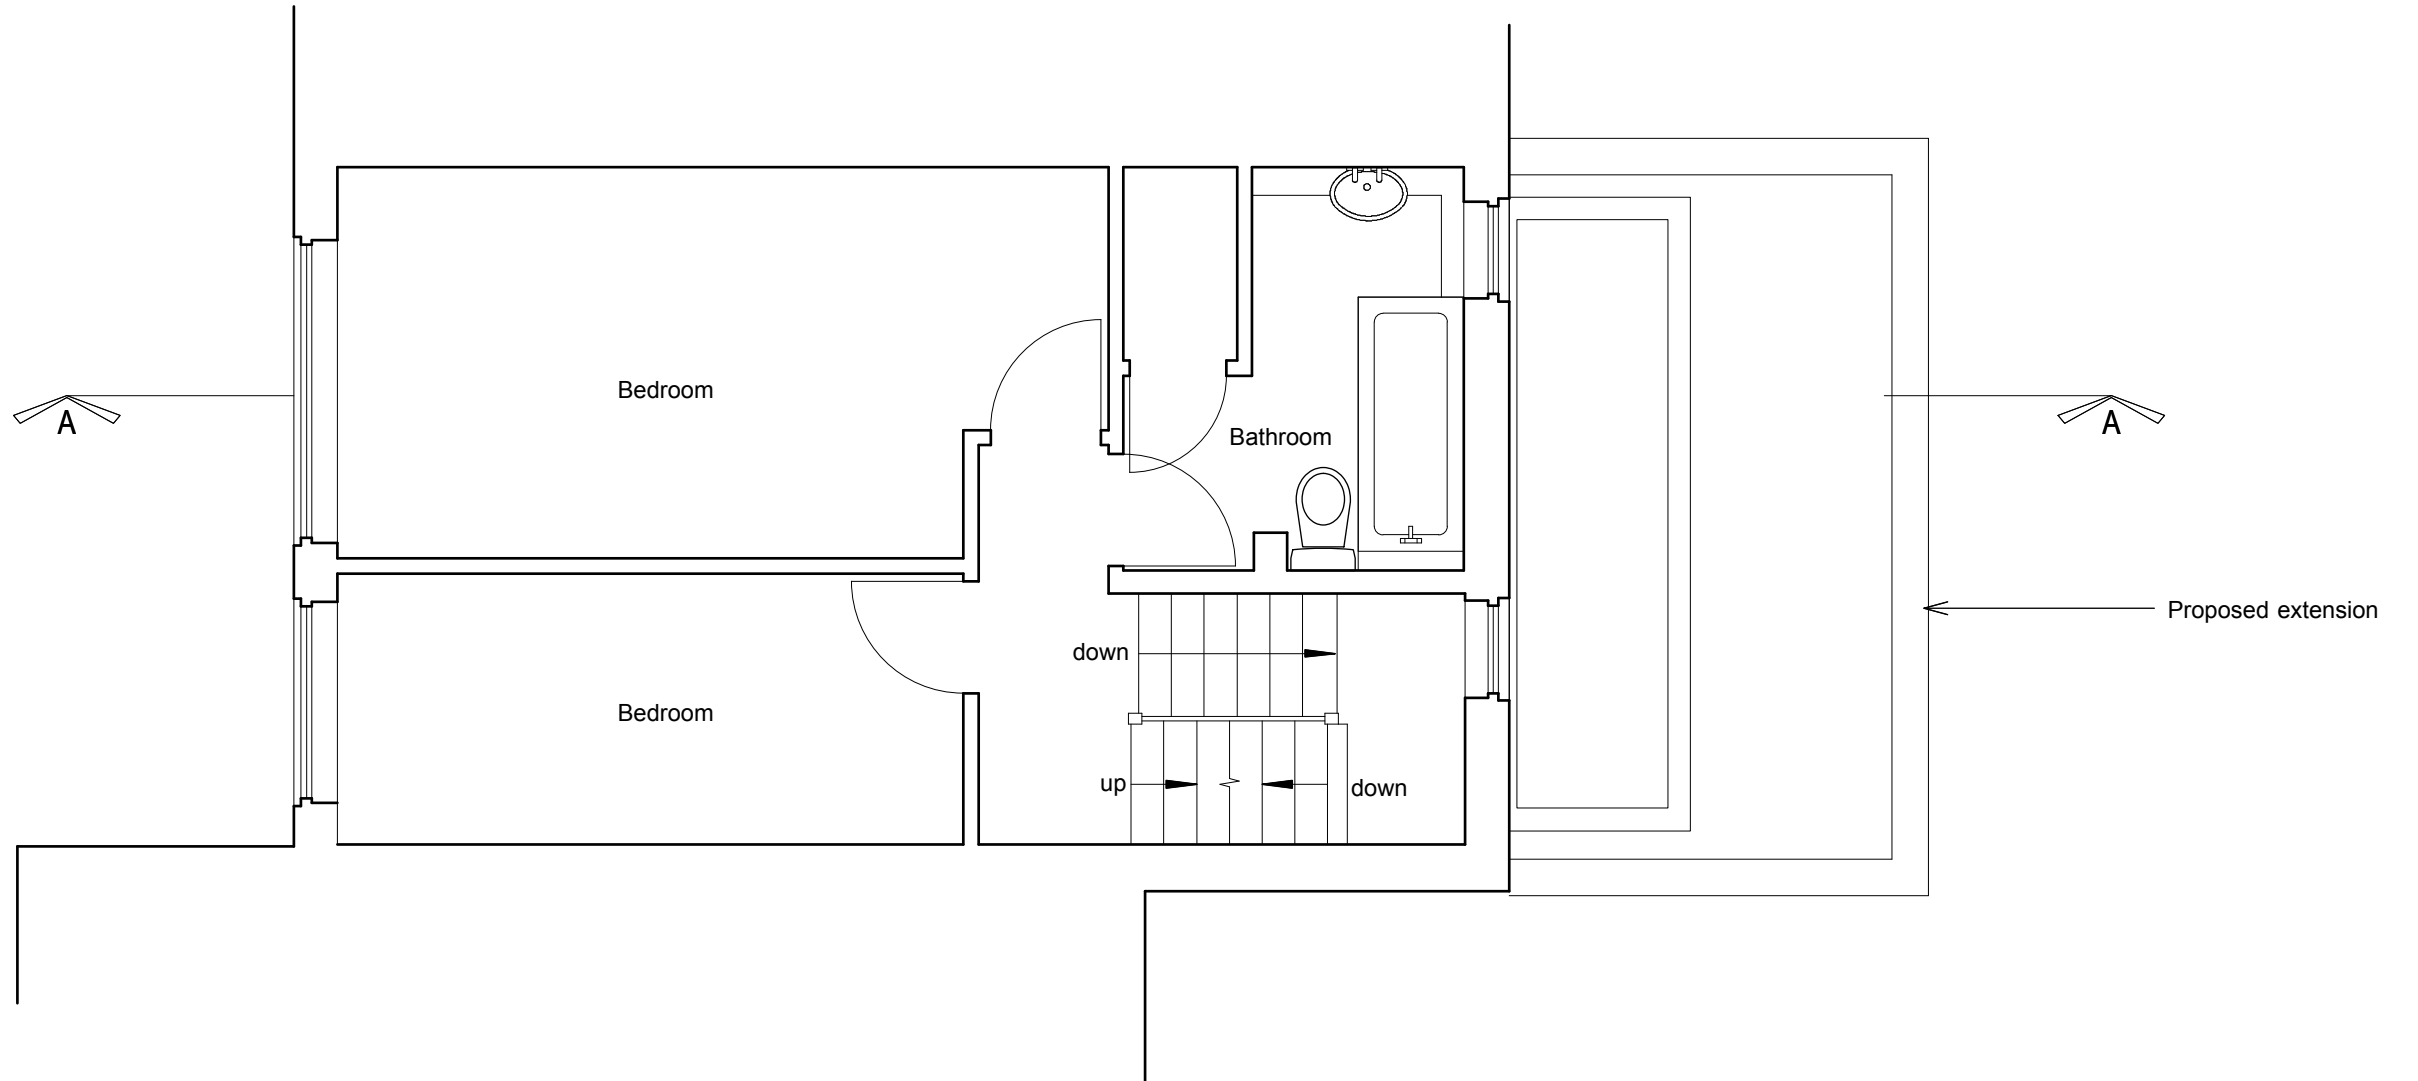 Bedroom
A
A
Bathroom
Proposed extension
down
Bedroom
up
down